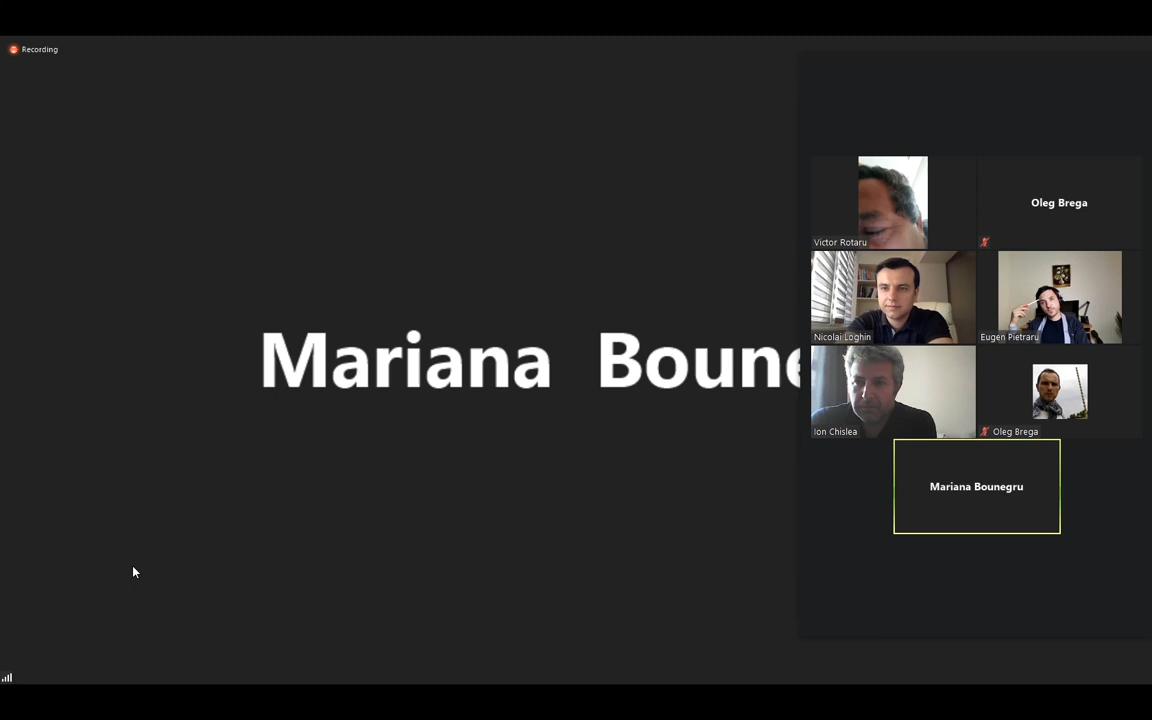 Recording
Mariana Boune
Victor Rotaru
Oleg Brega
Nicolai Loghin
Eugen Pietraru
Ion Chislea
Oleg Brega
Mariana Bounegru